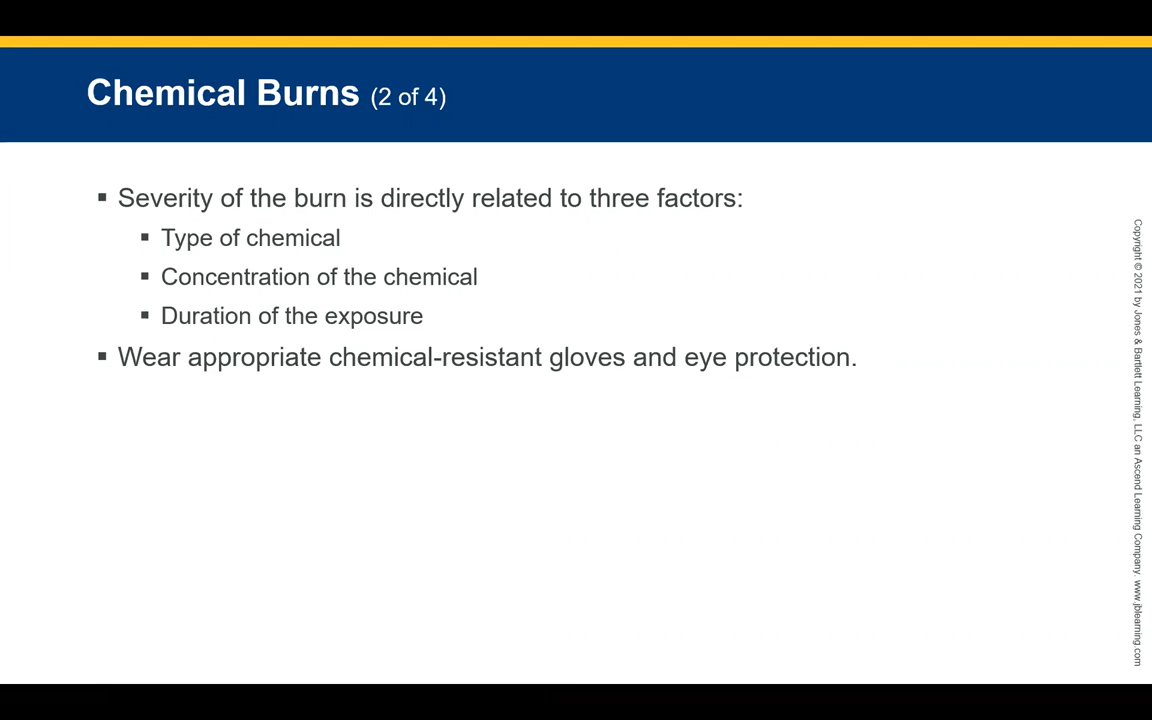 Chemical Burns (2 of 4)
▪ Severity of the burn is directly related to three factors:
▪ Type of chemical
▪ Concentration of the chemical
▪ Duration of the exposure
▪ Wear appropriate chemical-resistant gloves and eye protection.
Copyright © 2021 by Jones & Bartlett Learning, LLC an Ascend Learning Company. www.jblearning.com